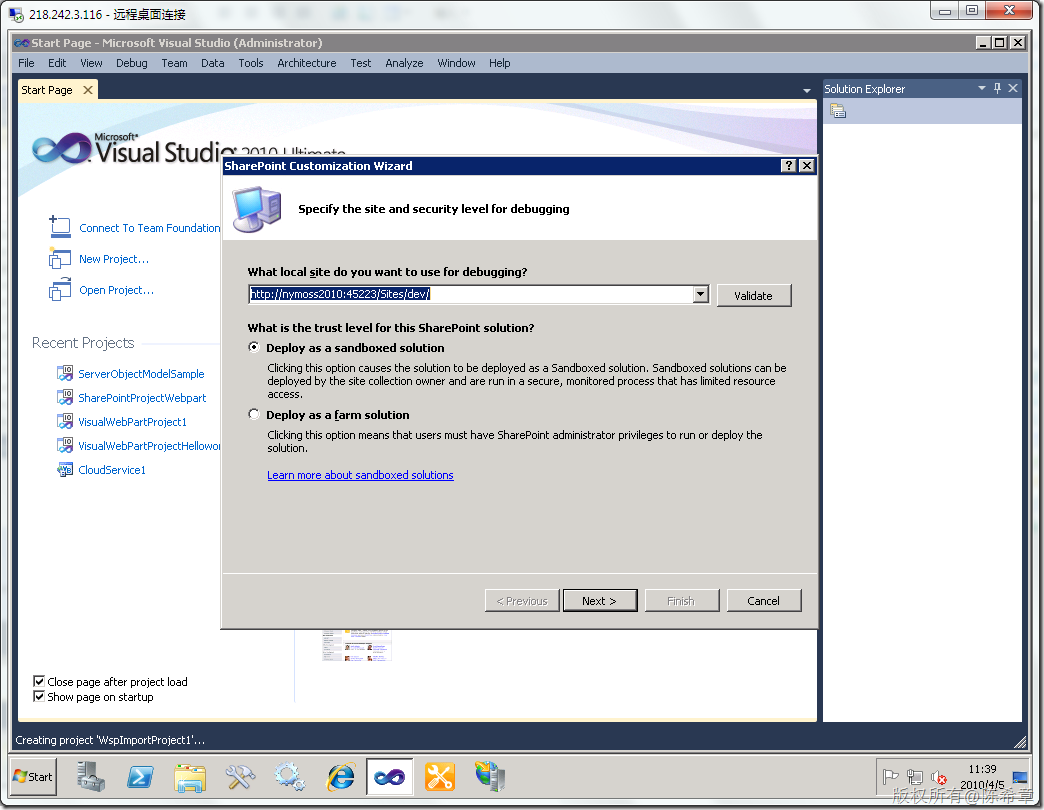 218.242.3.116 - 远程桌面连接
Start Page - Microsoft Visual Studio (Administrator)
File Edit View Debug Team Data Tools Architecture Test Analyze Window Help
Start Page
Solution Explorer
Microsoft®
Visual Studio 2010 Ultimate
SharePoint Customization Wizard
Specify the site and security level for debugging
Connect To Team Foundation
New Project...
Open Project...
Recent Projects
ServerObjectModelSample
SharePointProjectWebpart
VisualWebPartProject1
VisualWebPartProjectHellowor
CloudService1
What local site do you want to use for debugging?
http://nymoss2010:45223/Sites/dev/
Validate
What is the trust level for this SharePoint solution?
Deploy as a sandboxed solution
Clicking this option causes the solution to be deployed as a Sandboxed solution. Sandboxed solutions can be
deployed by the site collection owner and are run in a secure, monitored process that has limited resource
access.
Deploy as a farm solution
Clicking this option means that users must have SharePoint administrator privileges to run or deploy the
solution.
Learn more about sandboxed solutions
< Previous
Next >
Finish
Cancel
Close page after project load
Show page on startup
Creating project 'WspImportProject1'...
Start
11:39
2010/4/5
版权所有@陈希章